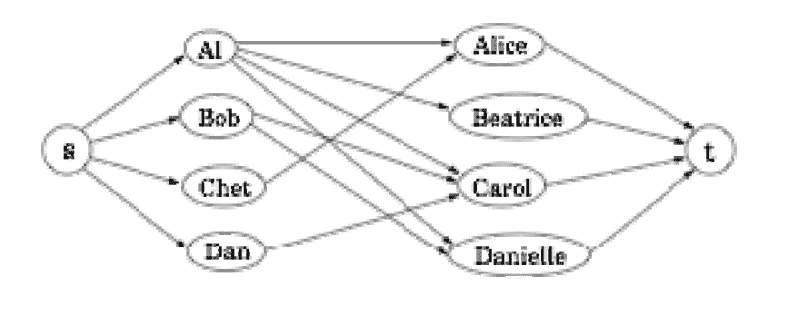 Al
Alice
Bob
Beatrice
s
t
Chet
Carol
Dan
Danielle